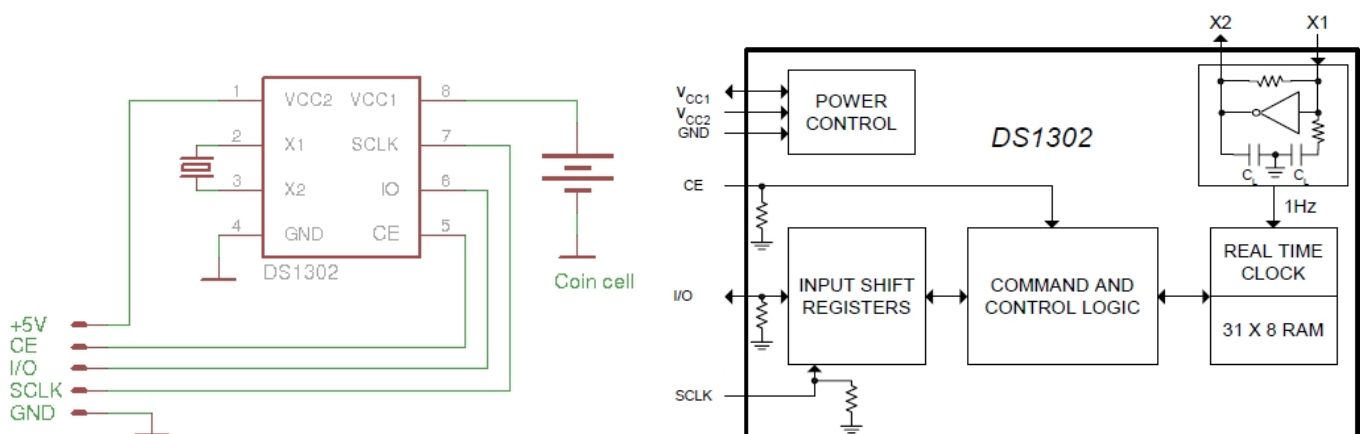 1 VCC2 VCC1 8
2 X1 SCLK 7
3 X2 IO 6
4 GND CE 5
DS1302
Coin cell
+5V
CE
I/O
SCLK
GND
X2 X1
VCC1
VCC2
GND
POWER
CONTROL
DS1302
CL CL
CE
1Hz
I/O
INPUT SHIFT
REGISTERS
COMMAND AND
CONTROL LOGIC
REAL TIME
CLOCK
31 X 8 RAM
SCLK